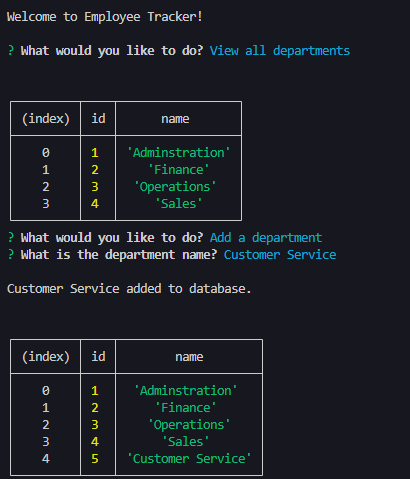 Welcome to Employee Tracker!
? What would you like to do? View all departments
(index) id name
0 1 'Adminstration'
1 2 'Finance'
2 3 'Operations'
3 4 'Sales'
? What would you like to do? Add a department
? What is the department name? Customer Service
Customer Service added to database.
(index) id name
0 1 'Adminstration'
1 2 'Finance'
2 3 'Operations'
3 4 'Sales'
4 5 'Customer Service'